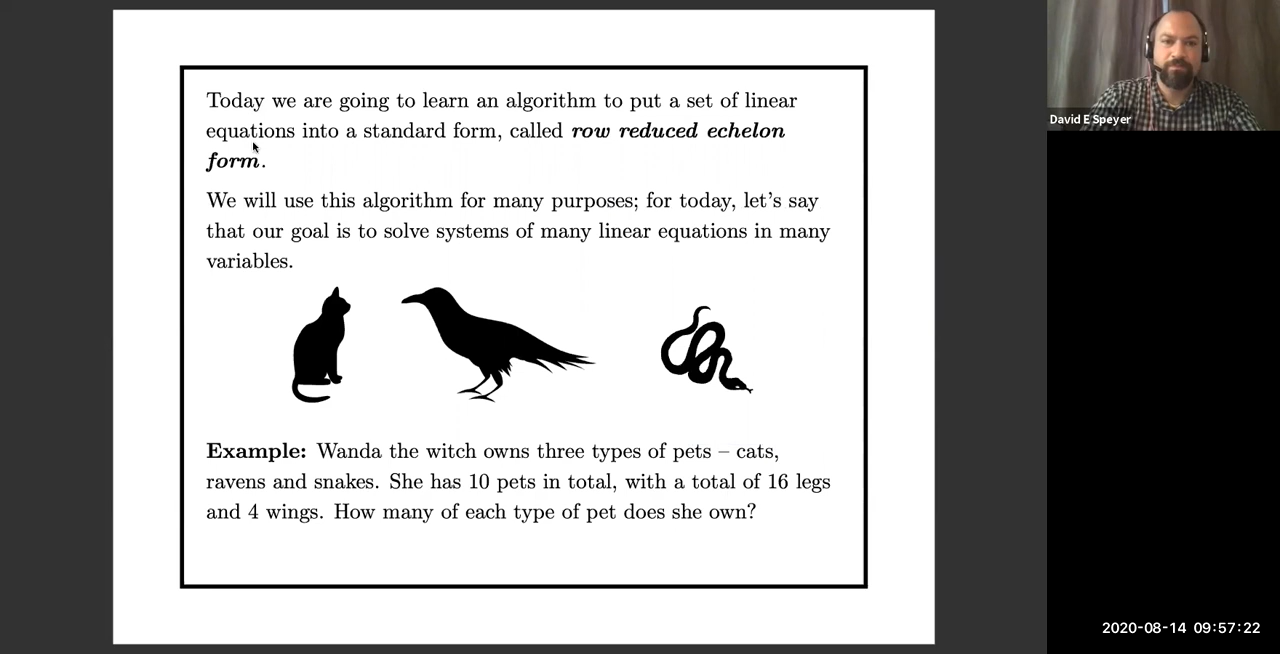 Today we are going to learn an algorithm to put a set of linear
equations into a standard form, called row reduced echelon
form.
We will use this algorithm for many purposes; for today, let's say
that our goal is to solve systems of many linear equations in many
variables.
Example: Wanda the witch owns three types of pets – cats,
ravens and snakes. She has 10 pets in total, with a total of 16 legs
and 4 wings. How many of each type of pet does she own?
David E Speyer
2020-08-14 09:57:22